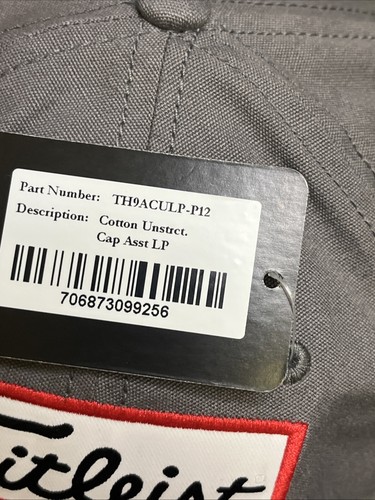 Part Number: TH9ACULP-P12
Description: Cotton Unstrct.
Cap Asst LP
706873099256
Titleist